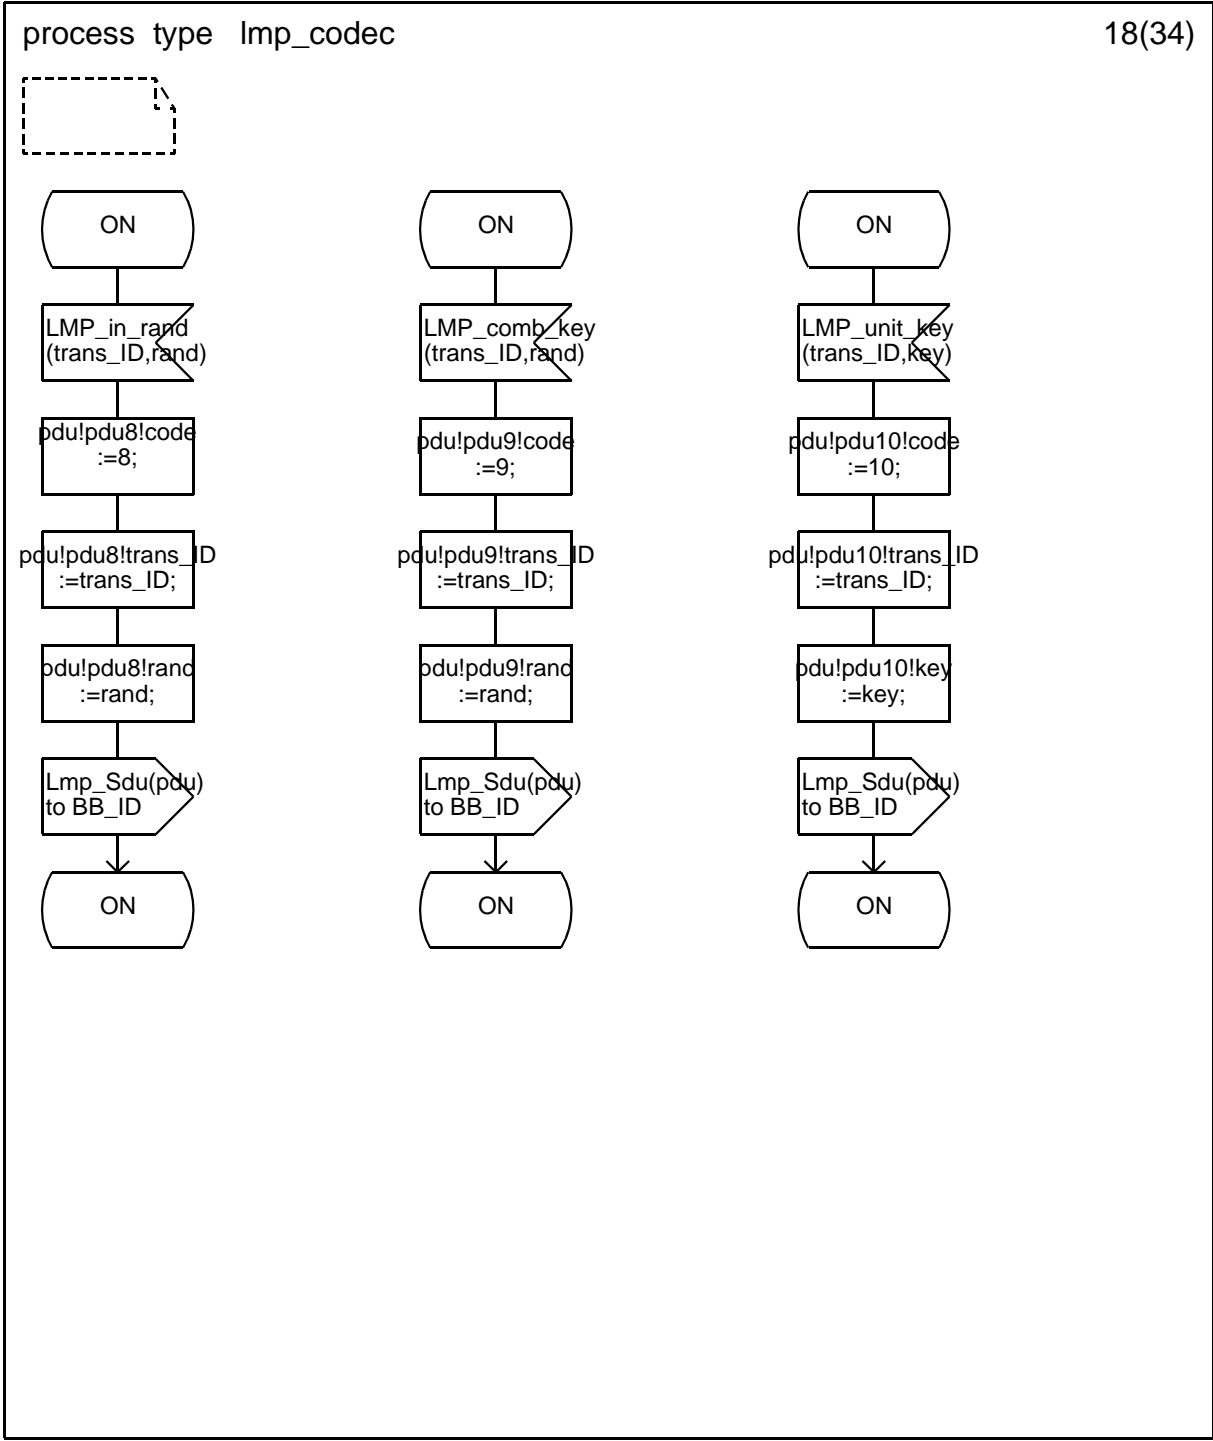 process type lmp_codec
18(34)
ON
LMP_in_rand
(trans_ID,rand)
pdu!pdu8!code
:=8;
pdu!pdu8!trans_ID
:=trans_ID;
pdu!pdu8!rand
:=rand;
Lmp_Sdu(pdu)
to BB_ID
ON
ON
LMP_comb_key
(trans_ID,rand)
pdu!pdu9!code
:=9;
pdu!pdu9!trans_ID
:=trans_ID;
pdu!pdu9!rand
:=rand;
Lmp_Sdu(pdu)
to BB_ID
ON
ON
LMP_unit_key
(trans_ID,key)
pdu!pdu10!code
:=10;
pdu!pdu10!trans_ID
:=trans_ID;
pdu!pdu10!key
:=key;
Lmp_Sdu(pdu)
to BB_ID
ON